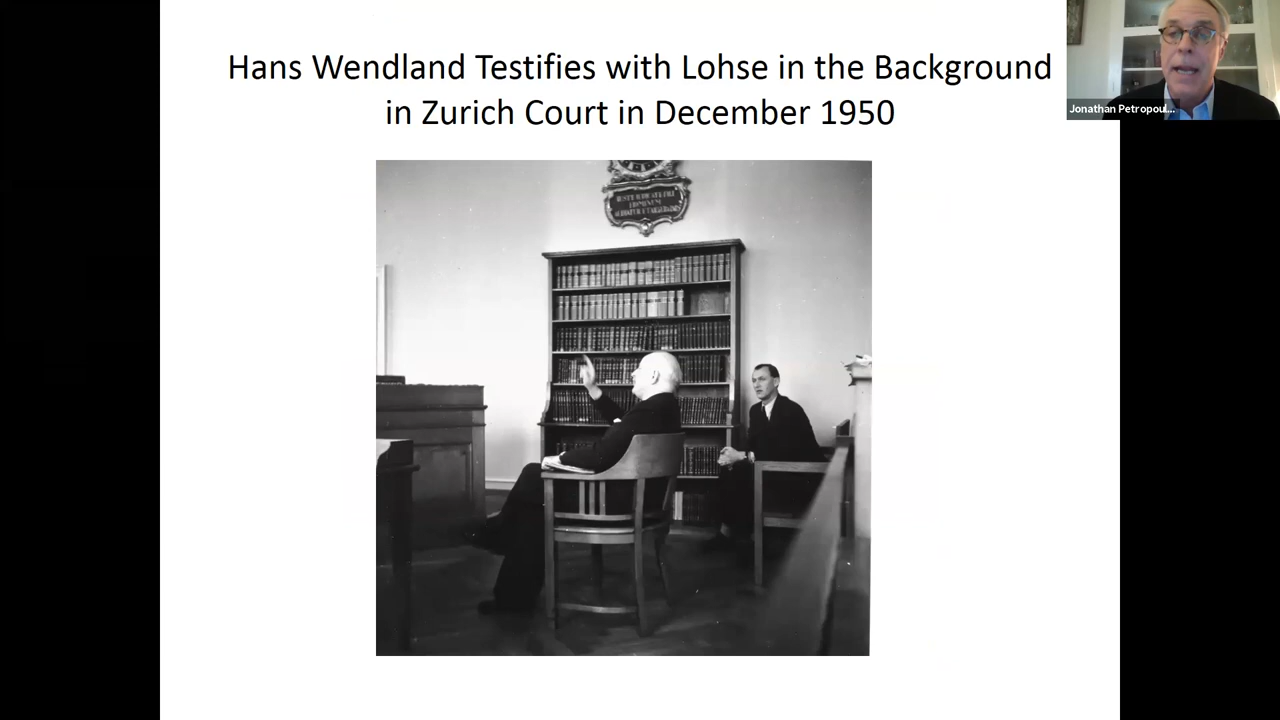 Hans Wendland Testifies with Lohse in the Background
in Zurich Court in December 1950
Jonathan Petropoul...